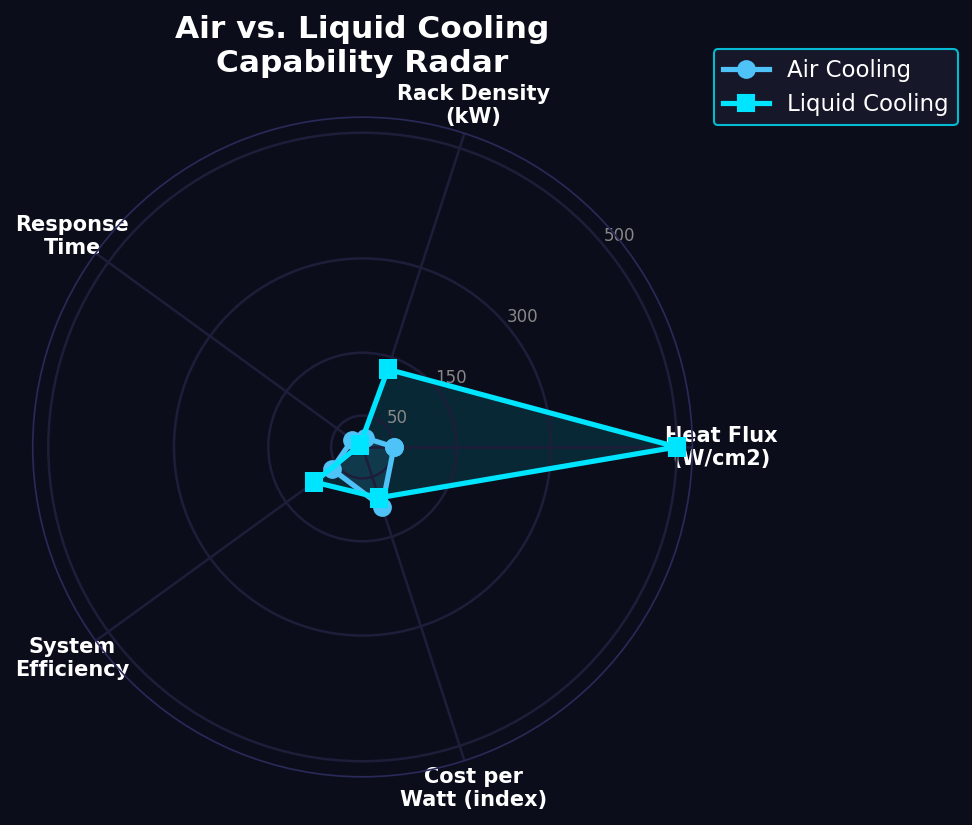 Air vs. Liquid Cooling
Capability Radar
Air Cooling
Liquid Cooling
Rack Density
(kW)
Response
Time
500
300
150
50
Heat Flux
(W/cm2)
System
Efficiency
Cost per
Watt (index)